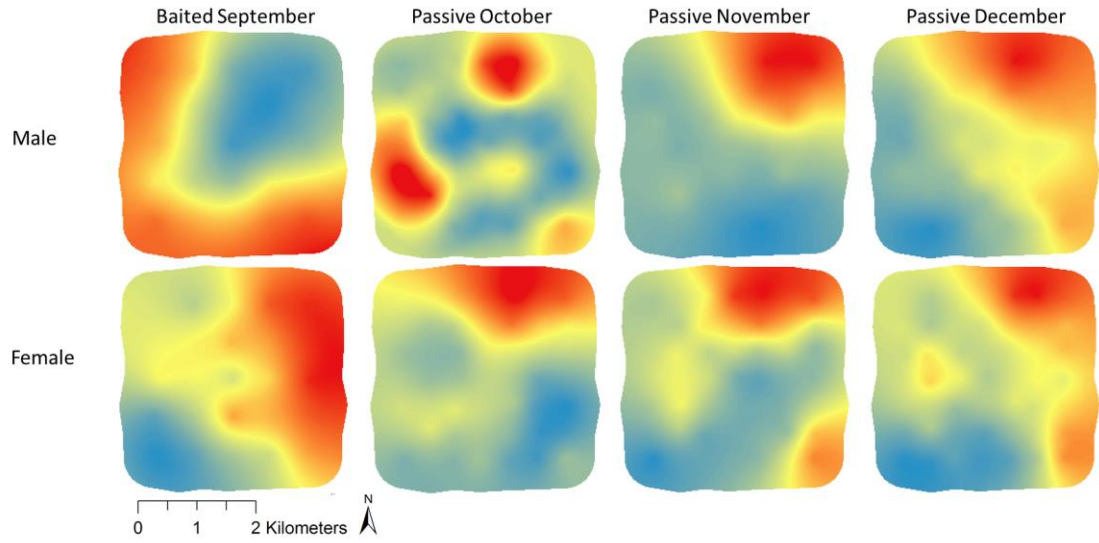 Baited September Passive October Passive November Passive December
Male
Female
N
0 1 2 Kilometers